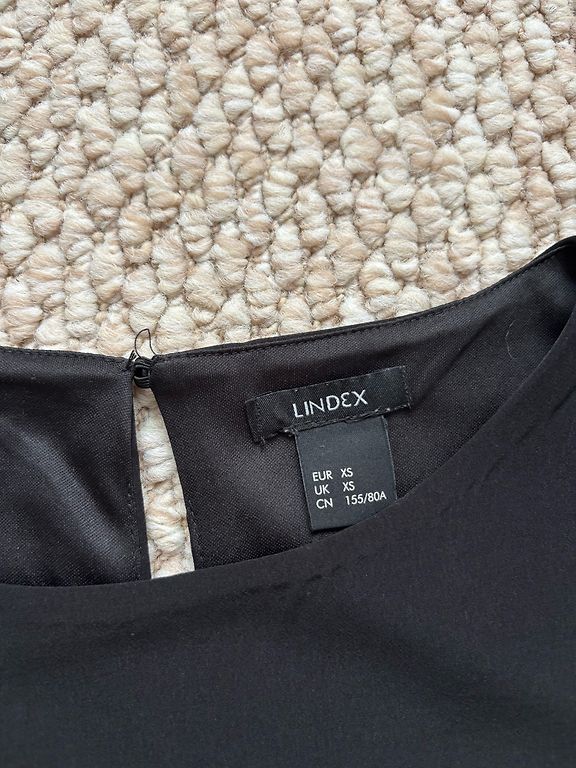 LINDEX
EUR XS
UK XS
CN 155/80A